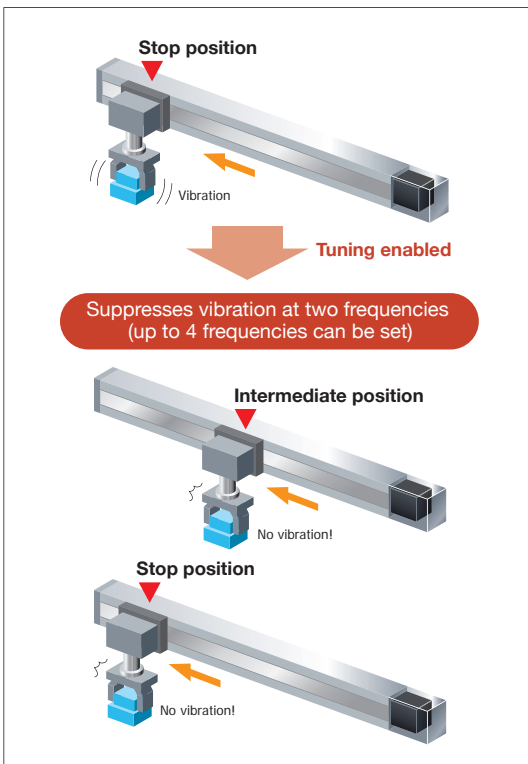 Stop position
Vibration
Tuning enabled
Suppresses vibration at two frequencies
(up to 4 frequencies can be set)
Intermediate position
No vibration!
Stop position
No vibration!